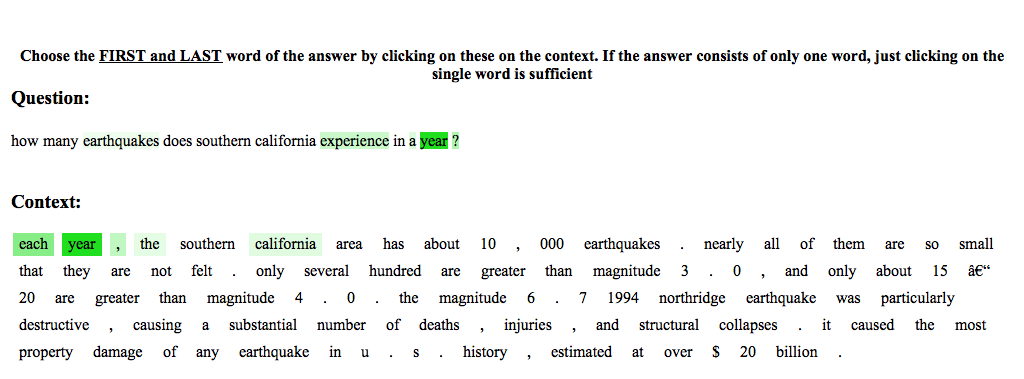 Choose the FIRST and LAST word of the answer by clicking on these on the context. If the answer consists of only one word, just clicking on the
single word is sufficient
Question:
how many earthquakes does southern california experience in a year ?
Context:
each year , the southern california area has about 10 , 000 earthquakes . nearly all of them are so small
that they are not felt . only several hundred are greater than magnitude 3 . 0 , and only about 15 â€“
20 are greater than magnitude 4 . 0 . the magnitude 6 . 7 1994 northridge earthquake was particularly
destructive , causing a substantial number of deaths , injuries , and structural collapses . it caused the most
property damage of any earthquake in u . s . history , estimated at over $ 20 billion .